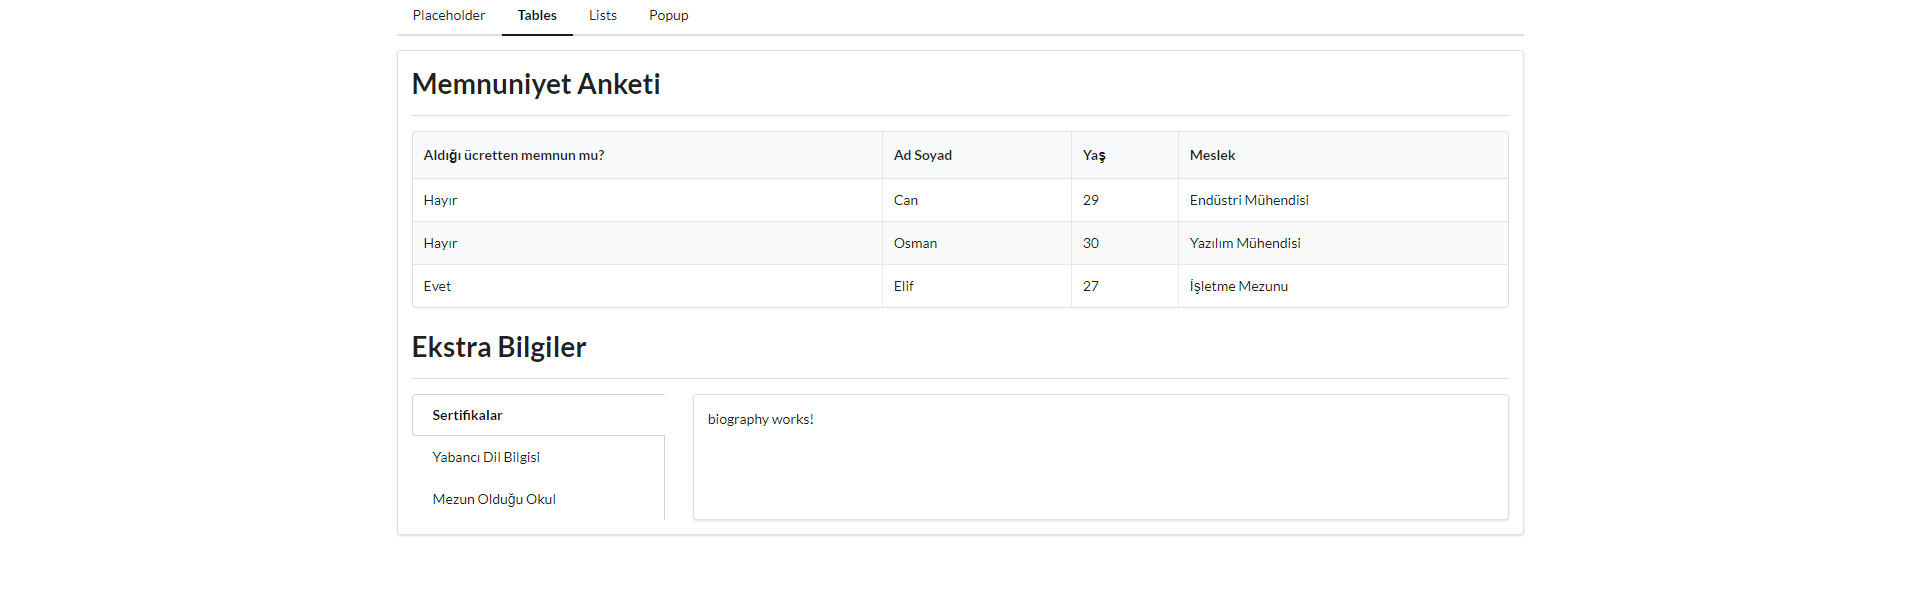 Placeholder Tables Lists Popup
Memnuniyet Anketi
Aldığı ücretten memnun mu? Ad Soyad Yaş Meslek
Hayır Can 29 Endüstri Mühendisi
Hayır Osman 30 Yazılım Mühendisi
Evet Elif 27 İşletme Mezunu
Ekstra Bilgiler
Sertifikalar
biography works!
Yabancı Dil Bilgisi
Mezun Olduğu Okul